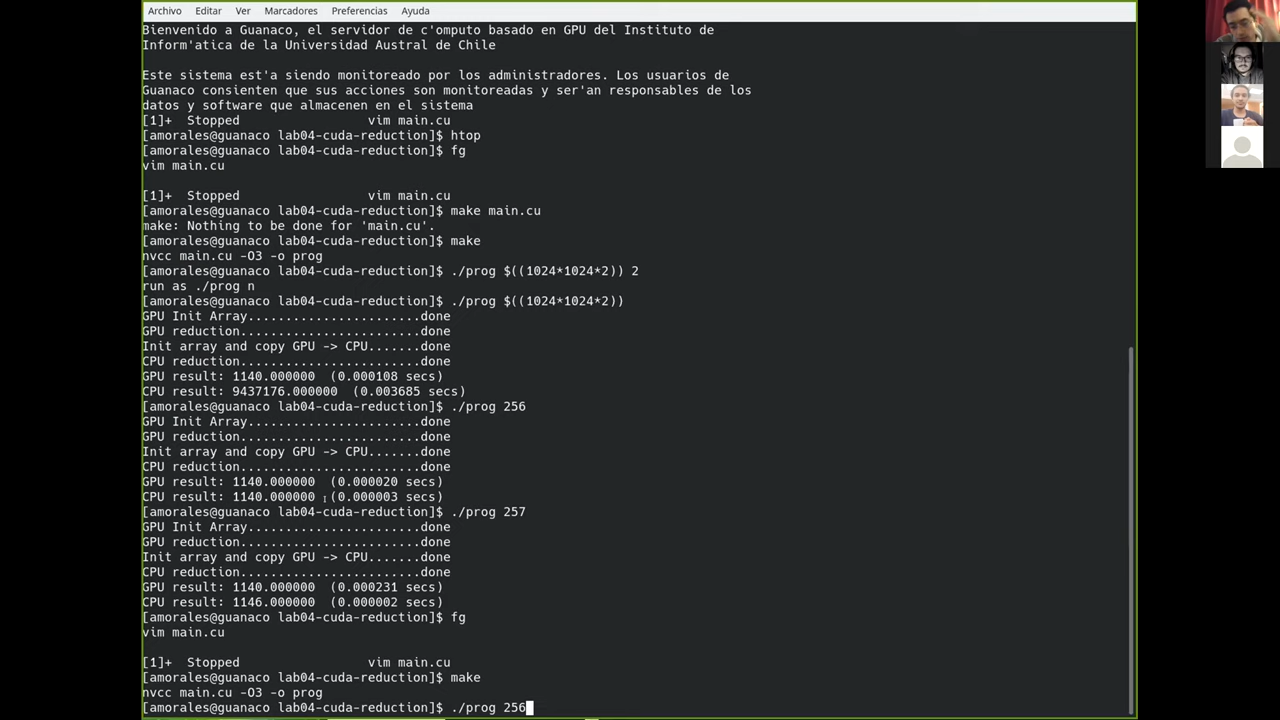 Archivo Editar Ver Marcadores Preferencias Ayuda
Bienvenido a Guanaco, el servidor de c'omputo basado en GPU del Instituto de
Inform'atica de la Universidad Austral de Chile
Este sistema est'a siendo monitoreado por los administradores. Los usuarios de
Guanaco consienten que sus acciones son monitoreadas y ser'an responsables de los
datos y software que almacenen en el sistema
[1]+  Stopped                 vim main.cu
[amorales@guanaco lab04-cuda-reduction]$ htop
[amorales@guanaco lab04-cuda-reduction]$ fg
vim main.cu
[1]+  Stopped                 vim main.cu
[amorales@guanaco lab04-cuda-reduction]$ make main.cu
make: Nothing to be done for 'main.cu'.
[amorales@guanaco lab04-cuda-reduction]$ make
nvcc main.cu -O3 -o prog
[amorales@guanaco lab04-cuda-reduction]$ ./prog $((1024*1024*2)) 2
run as ./prog n
[amorales@guanaco lab04-cuda-reduction]$ ./prog $((1024*1024*2))
GPU Init Array.......................done
GPU reduction........................done
Init array and copy GPU -> CPU.......done
CPU reduction........................done
GPU result: 1140.000000  (0.000108 secs)
CPU result: 9437176.000000  (0.003685 secs)
[amorales@guanaco lab04-cuda-reduction]$ ./prog 256
GPU Init Array.......................done
GPU reduction........................done
Init array and copy GPU -> CPU.......done
CPU reduction........................done
GPU result: 1140.000000  (0.000020 secs)
CPU result: 1140.000000  (0.000003 secs)
[amorales@guanaco lab04-cuda-reduction]$ ./prog 257
GPU Init Array.......................done
GPU reduction........................done
Init array and copy GPU -> CPU.......done
CPU reduction........................done
GPU result: 1140.000000  (0.000231 secs)
CPU result: 1146.000000  (0.000002 secs)
[amorales@guanaco lab04-cuda-reduction]$ fg
vim main.cu
[1]+  Stopped                 vim main.cu
[amorales@guanaco lab04-cuda-reduction]$ make
nvcc main.cu -O3 -o prog
[amorales@guanaco lab04-cuda-reduction]$ ./prog 256